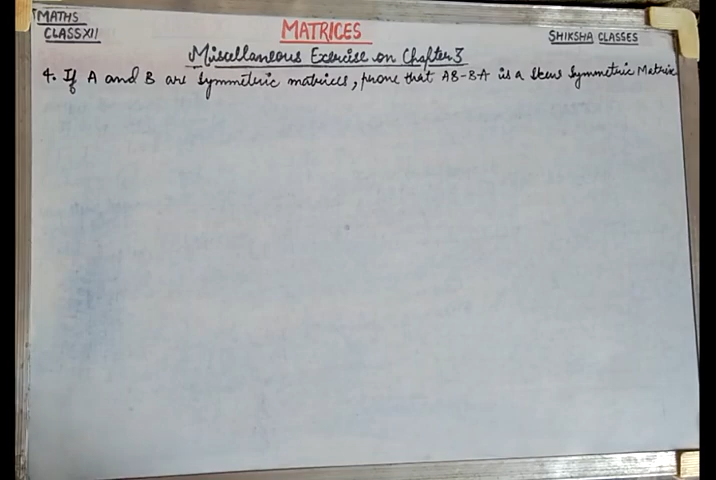 MATHS
CLASS XII
MATRICES
SHIKSHA CLASSES
Miscellaneous Exercise on Chapter 3
4. If A and B are symmetric matrices, prove that AB-BA is a skew Symmetric Matrix